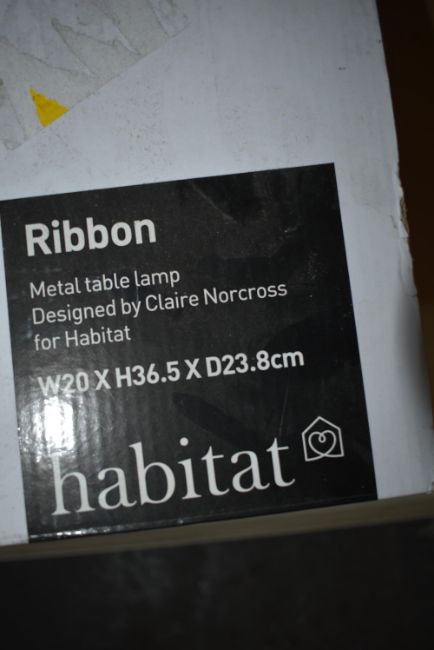 Ribbon
Metal table lamp
Designed by Claire Norcross
for Habitat
W20 X H36.5 X D23.8cm
habitat